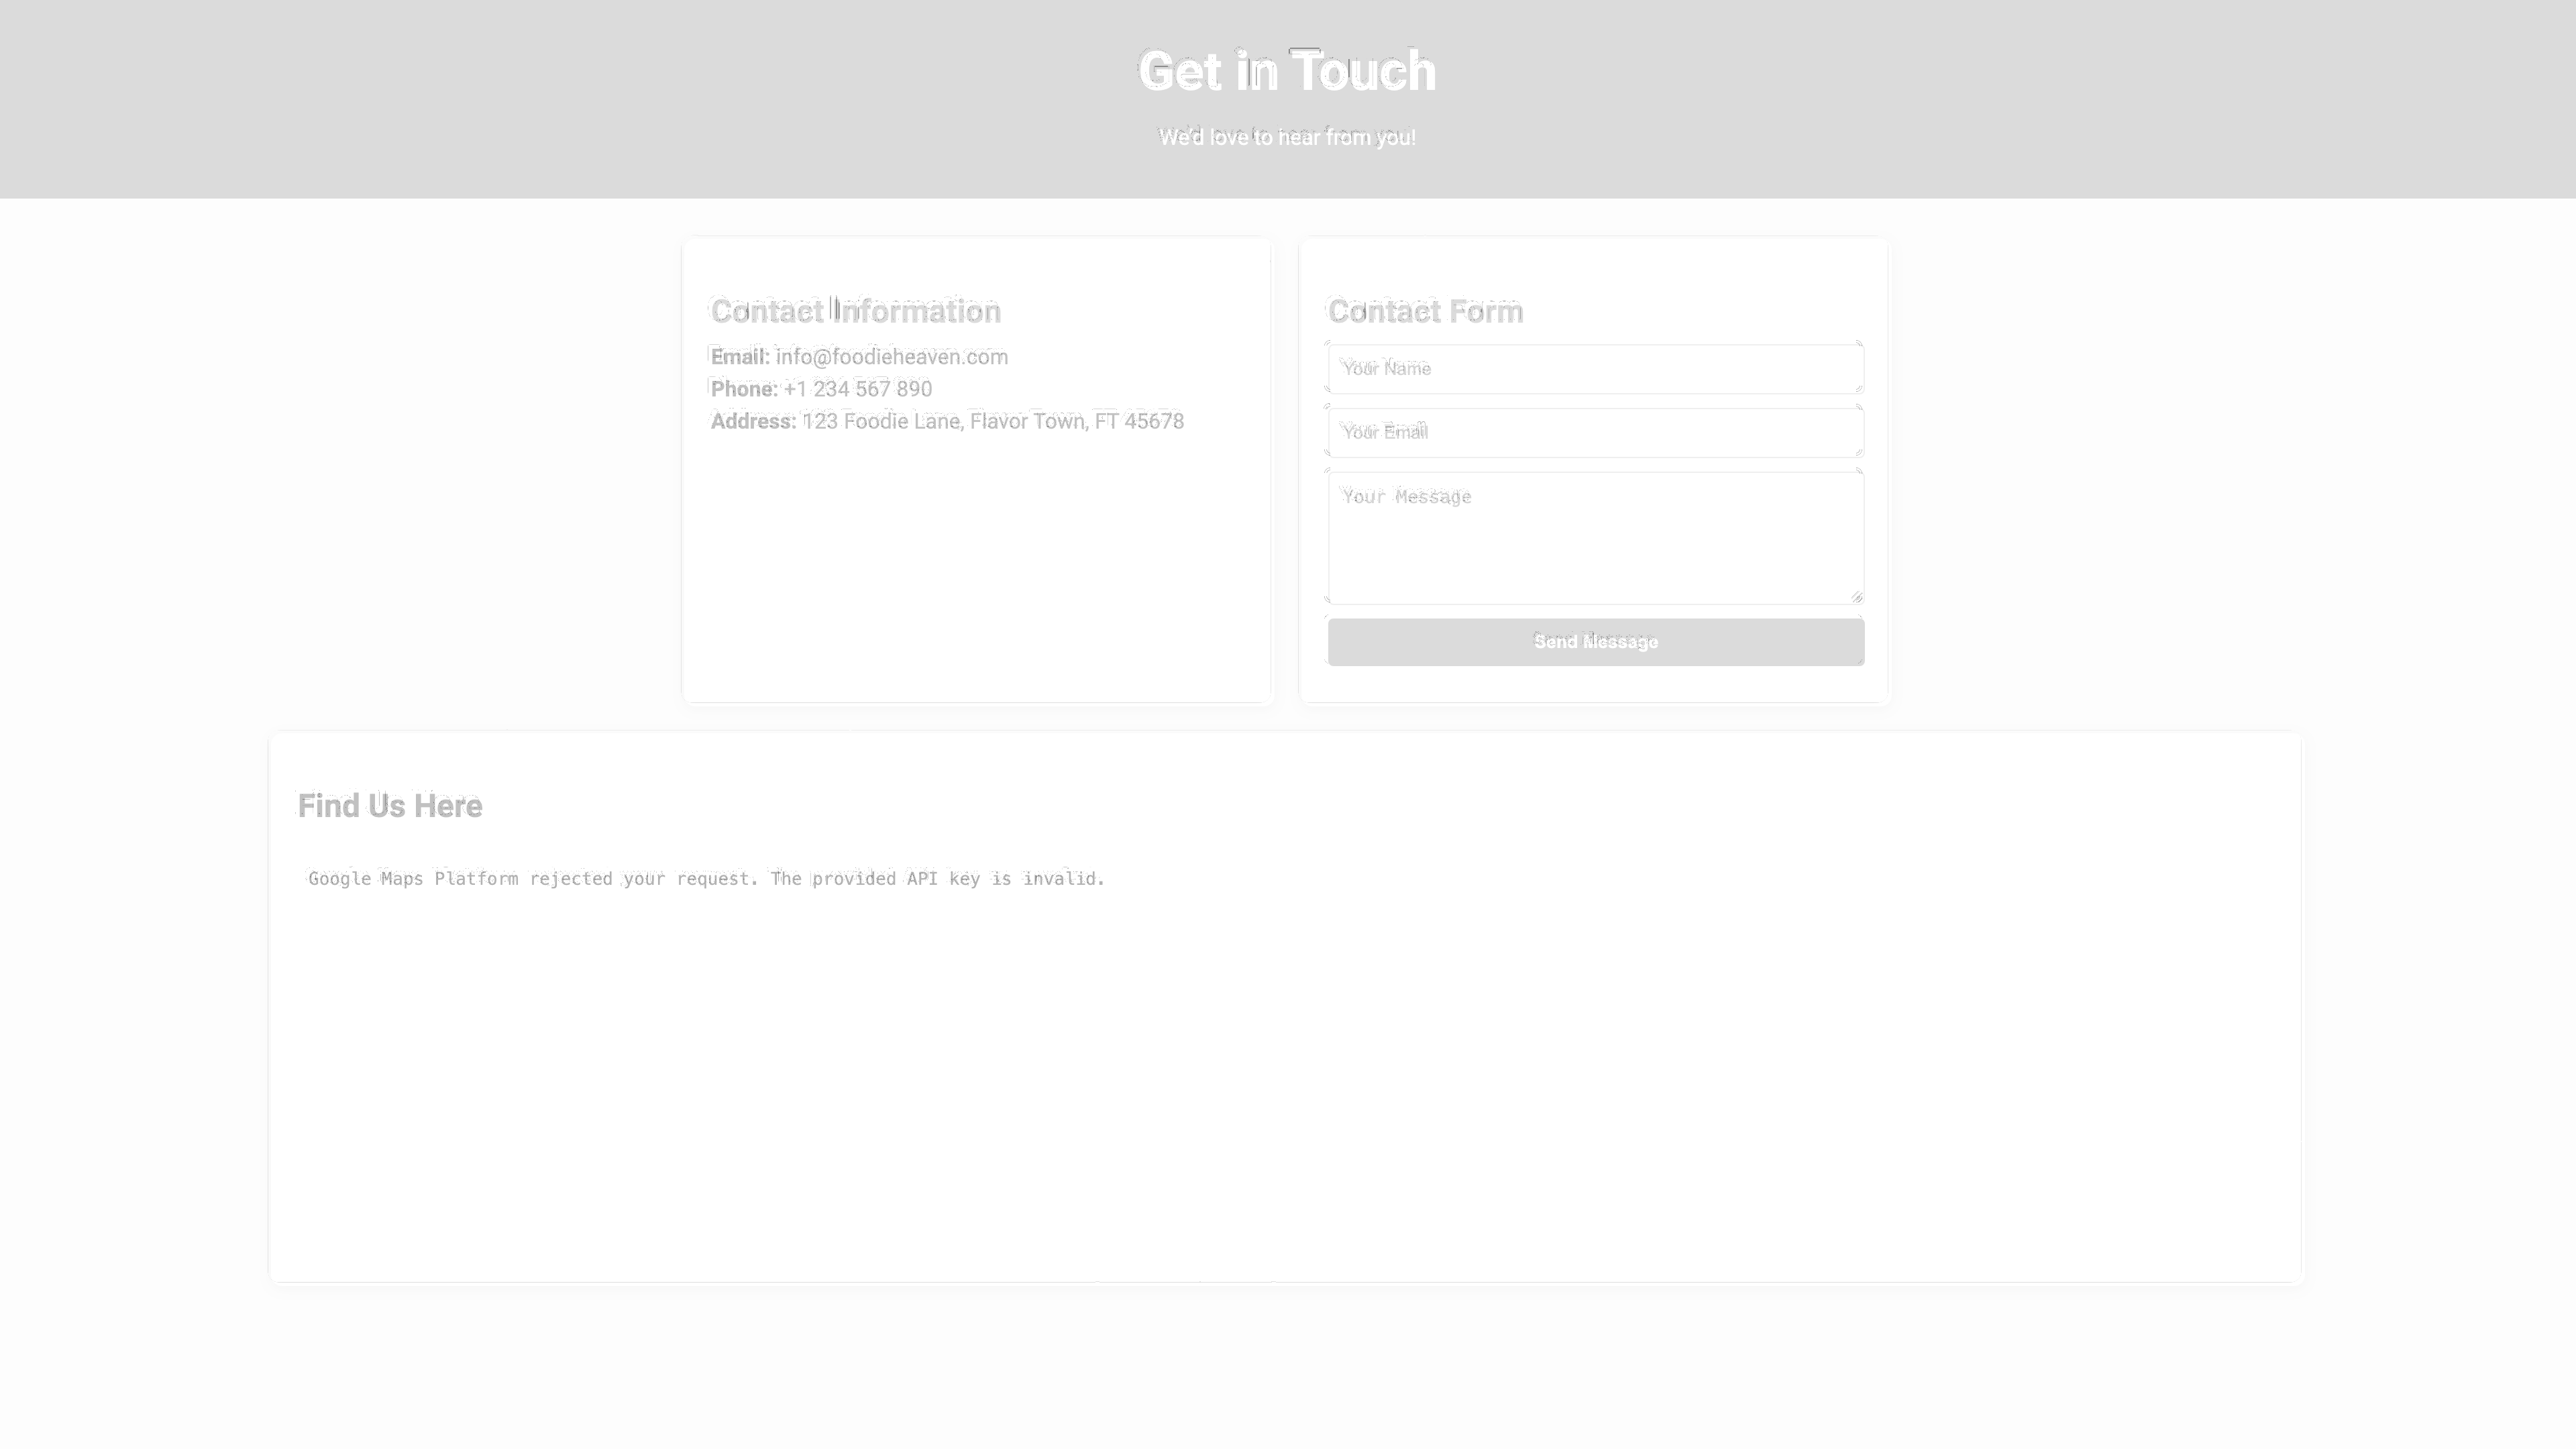 Get in Touch
We'd love to hear from you!
Contact Information
Email: info@foodieheaven.com
Phone: +1 234 567 890
Address: 123 Foodie Lane, Flavor Town, FT 45678
Contact Form
Your Name
Your Email
Your Message
Send Message
Find Us Here
Google Maps Platform rejected your request. The provided API key is invalid.